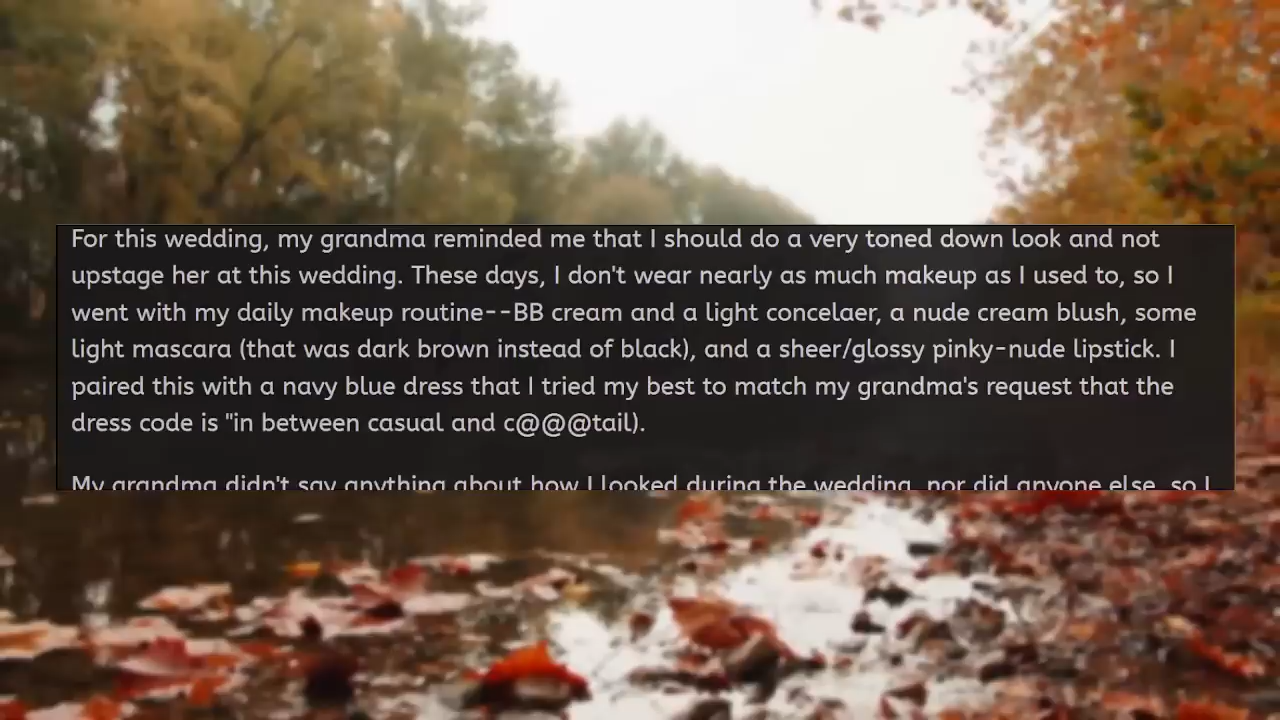 For this wedding, my grandma reminded me that I should do a very toned down look and not
upstage her at this wedding. These days, I don't wear nearly as much makeup as I used to, so I
went with my daily makeup routine--BB cream and a light concelaer, a nude cream blush, some
light mascara (that was dark brown instead of black), and a sheer/glossy pinky-nude lipstick. I
paired this with a navy blue dress that I tried my best to match my grandma's request that the
dress code is "in between casual and c@@@tail).
My grandma didn't say anything about how I looked during the wedding, nor did anyone else, so I